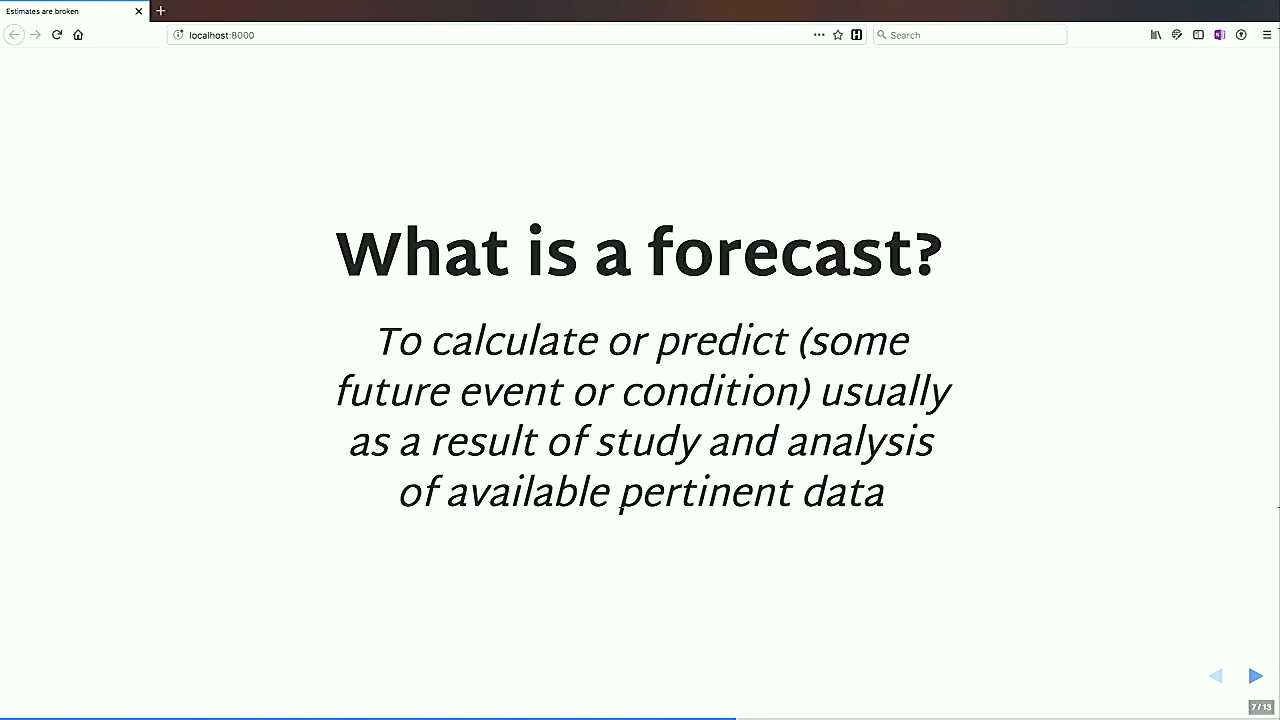 Estimates are broken
localhost:8000
Search
What is a forecast?
To calculate or predict (some
future event or condition) usually
as a result of study and analysis
of available pertinent data
7 / 13